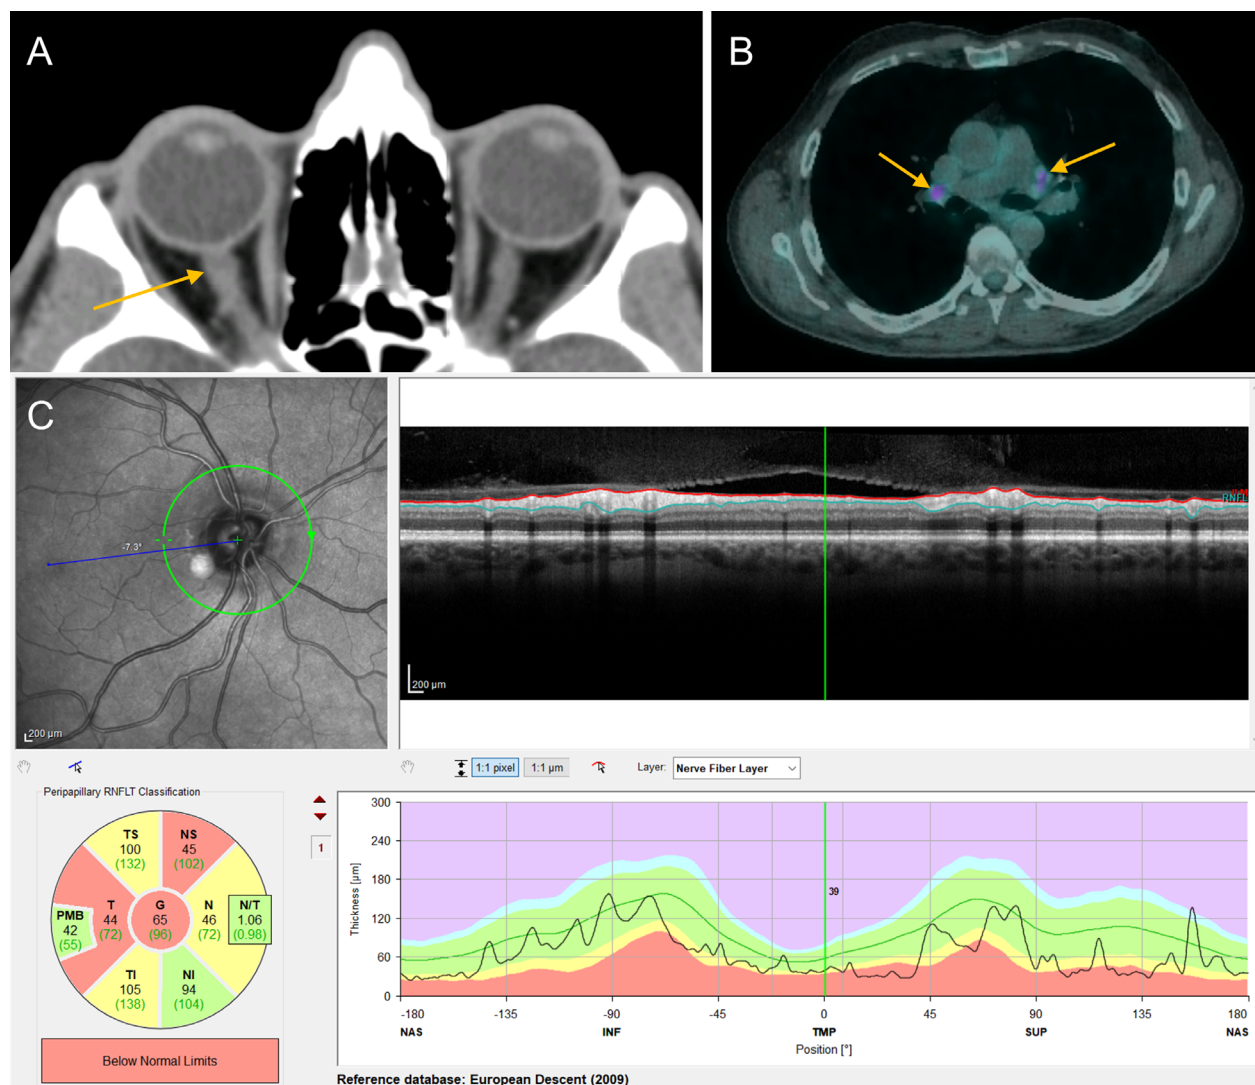 A
B
C
-7.3°
200 µm
RNFL
200 µm
1:1 pixel
1:1 µm
Layer:
Nerve Fiber Layer
Peripapillary RNFLT Classification
TS
100
(132)
NS
45
(102)
PMB
42
(55)
T
44
(72)
G
65
(96)
N
46
(72)
N/T
1.06
(0.98)
TI
105
(138)
NI
94
(104)
Below Normal Limits
1
Thickness [µm]
300
240
180
120
60
0
39
-180
-135
-90
-45
0
45
90
135
180
NAS
INF
TMP
SUP
NAS
Position [°]
Reference database: European Descent (2009)